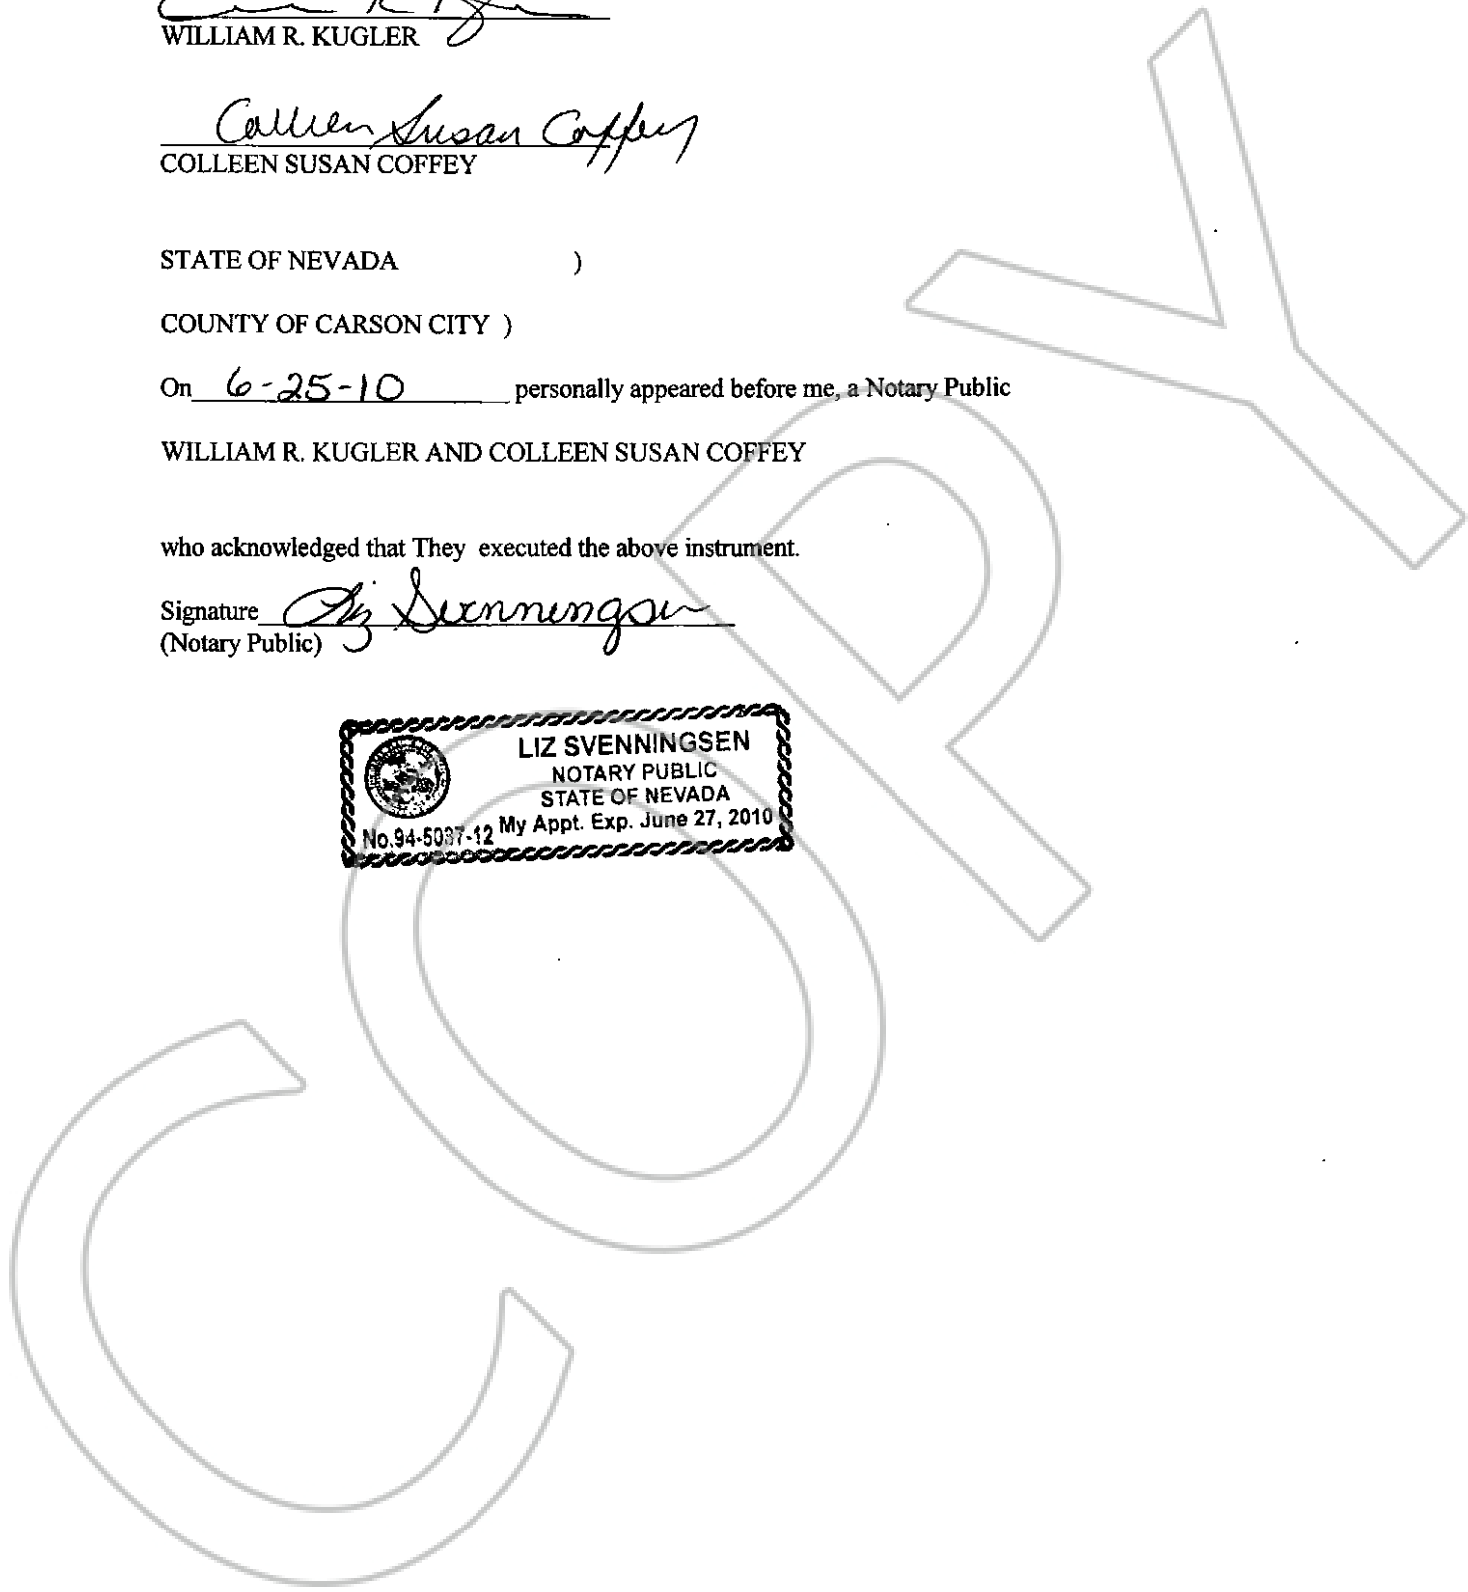 WILLIAM R. KUGLER
Colleen Susan Coffey
COLLEEN SUSAN COFFEY
STATE OF NEVADA )
COUNTY OF CARSON CITY )
On 6-25-10 personally appeared before me, a Notary Public
WILLIAM R. KUGLER AND COLLEEN SUSAN COFFEY
who acknowledged that They executed the above instrument.
Signature Liz Svenningsen
(Notary Public)
LIZ SVENNINGSEN
NOTARY PUBLIC
STATE OF NEVADA
No.94-5037-12 My Appt. Exp. June 27, 2010
COPY